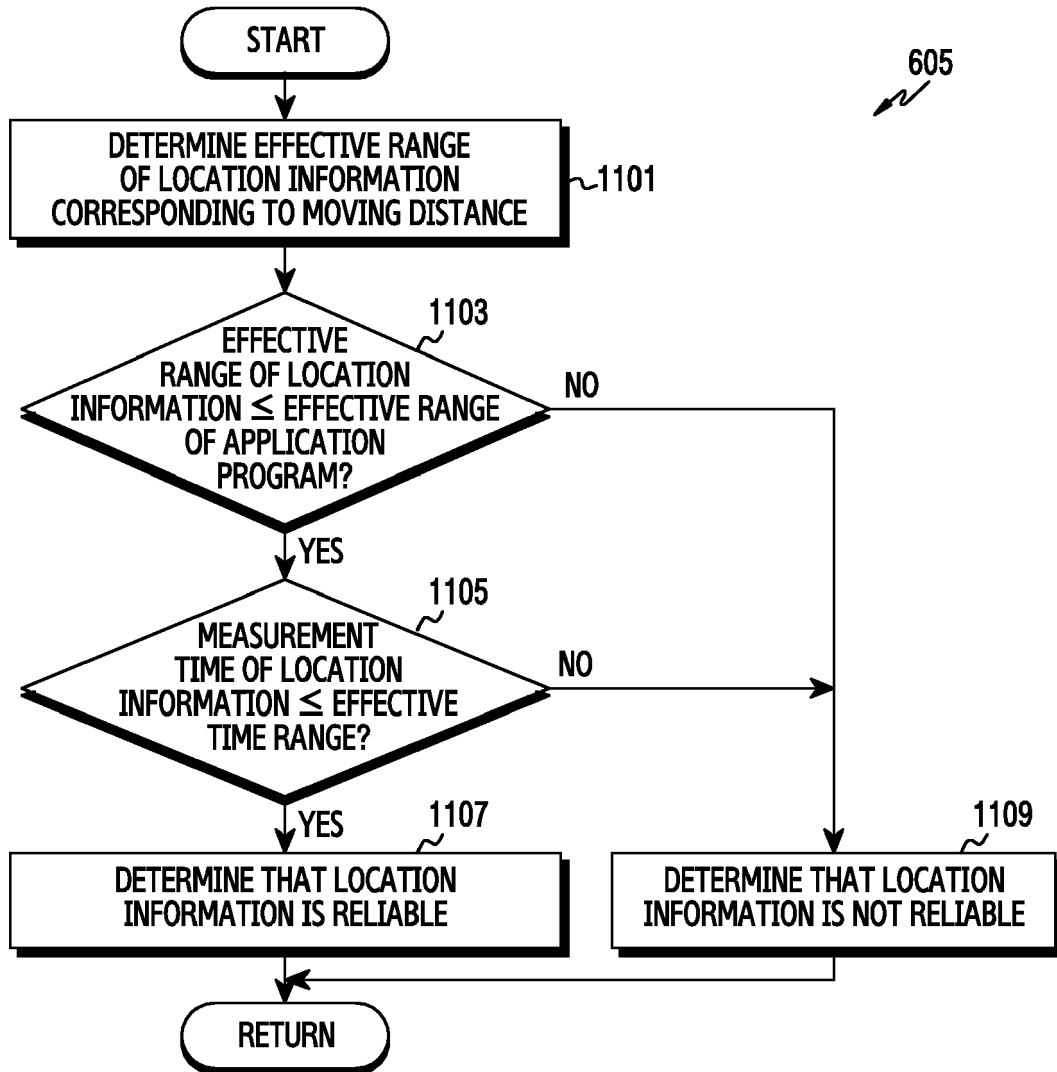 START
605
DETERMINE EFFECTIVE RANGE
OF LOCATION INFORMATION
CORRESPONDING TO MOVING DISTANCE
1101
1103
EFFECTIVE
RANGE OF LOCATION
INFORMATION ≤ EFFECTIVE RANGE
OF APPLICATION
PROGRAM?
NO
YES
1105
MEASUREMENT
TIME OF LOCATION
INFORMATION ≤ EFFECTIVE
TIME RANGE?
NO
YES
1107
DETERMINE THAT LOCATION
INFORMATION IS RELIABLE
1109
DETERMINE THAT LOCATION
INFORMATION IS NOT RELIABLE
RETURN